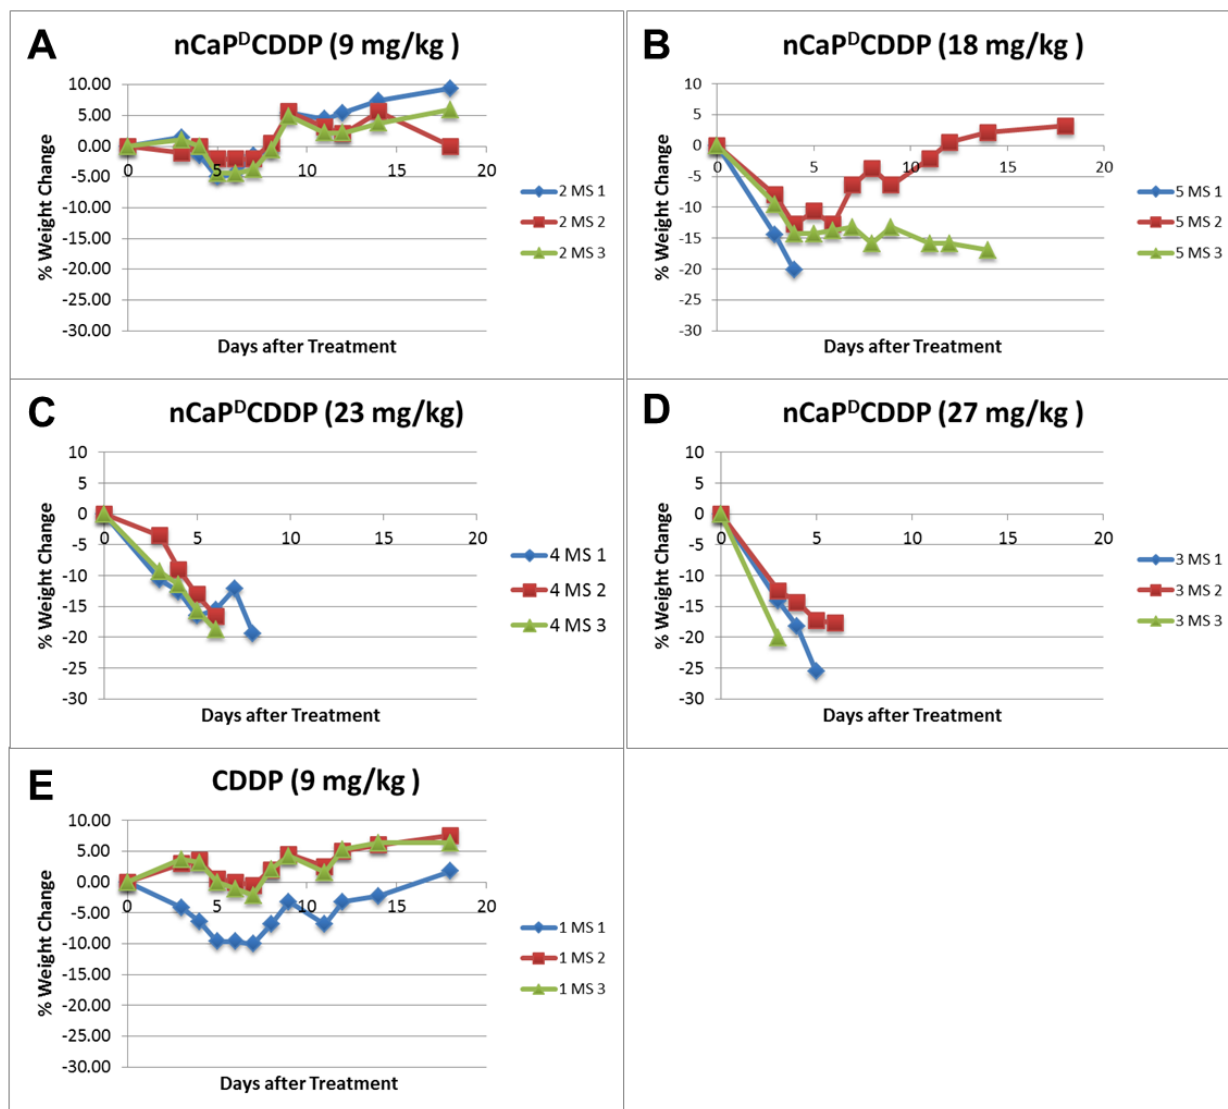 A
nCaPᴰCDDP (9 mg/kg )
% Weight Change
10.00
5.00
0.00
-5.00
-10.00
-15.00
-20.00
-25.00
-30.00
0
5
10
15
20
Days after Treatment
2 MS 1
2 MS 2
2 MS 3
B
nCaPᴰCDDP (18 mg/kg )
% Weight Change
10
5
0
-5
-10
-15
-20
-25
-30
0
5
10
15
20
Days after Treatment
5 MS 1
5 MS 2
5 MS 3
C
nCaPᴰCDDP (23 mg/kg)
% Weight Change
10
5
0
-5
-10
-15
-20
-25
-30
0
5
10
15
20
Days after Treatment
4 MS 1
4 MS 2
4 MS 3
D
nCaPᴰCDDP (27 mg/kg )
% Weight Change
10
5
0
-5
-10
-15
-20
-25
-30
0
5
10
15
20
Days after Treatment
3 MS 1
3 MS 2
3 MS 3
E
CDDP (9 mg/kg )
% Weight Change
10.00
5.00
0.00
-5.00
-10.00
-15.00
-20.00
-25.00
-30.00
0
5
10
15
20
Days after Treatment
1 MS 1
1 MS 2
1 MS 3